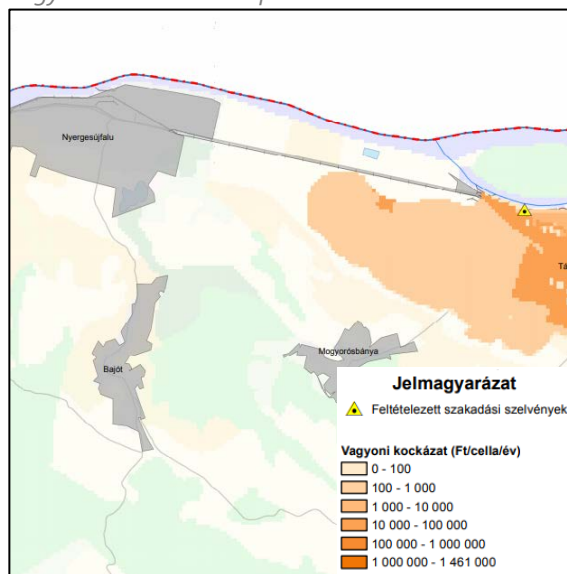 Nyergesújfalu
Tá
Mogyorósbánya
Bajót
Jelmagyarázat
Feltételezett szakadási szelvények
Vagyoni kockázat (Ft/cella/év)
0 - 100
100 - 1 000
1 000 - 10 000
10 000 - 100 000
100 000 - 1 000 000
1 000 000 - 1 461 000